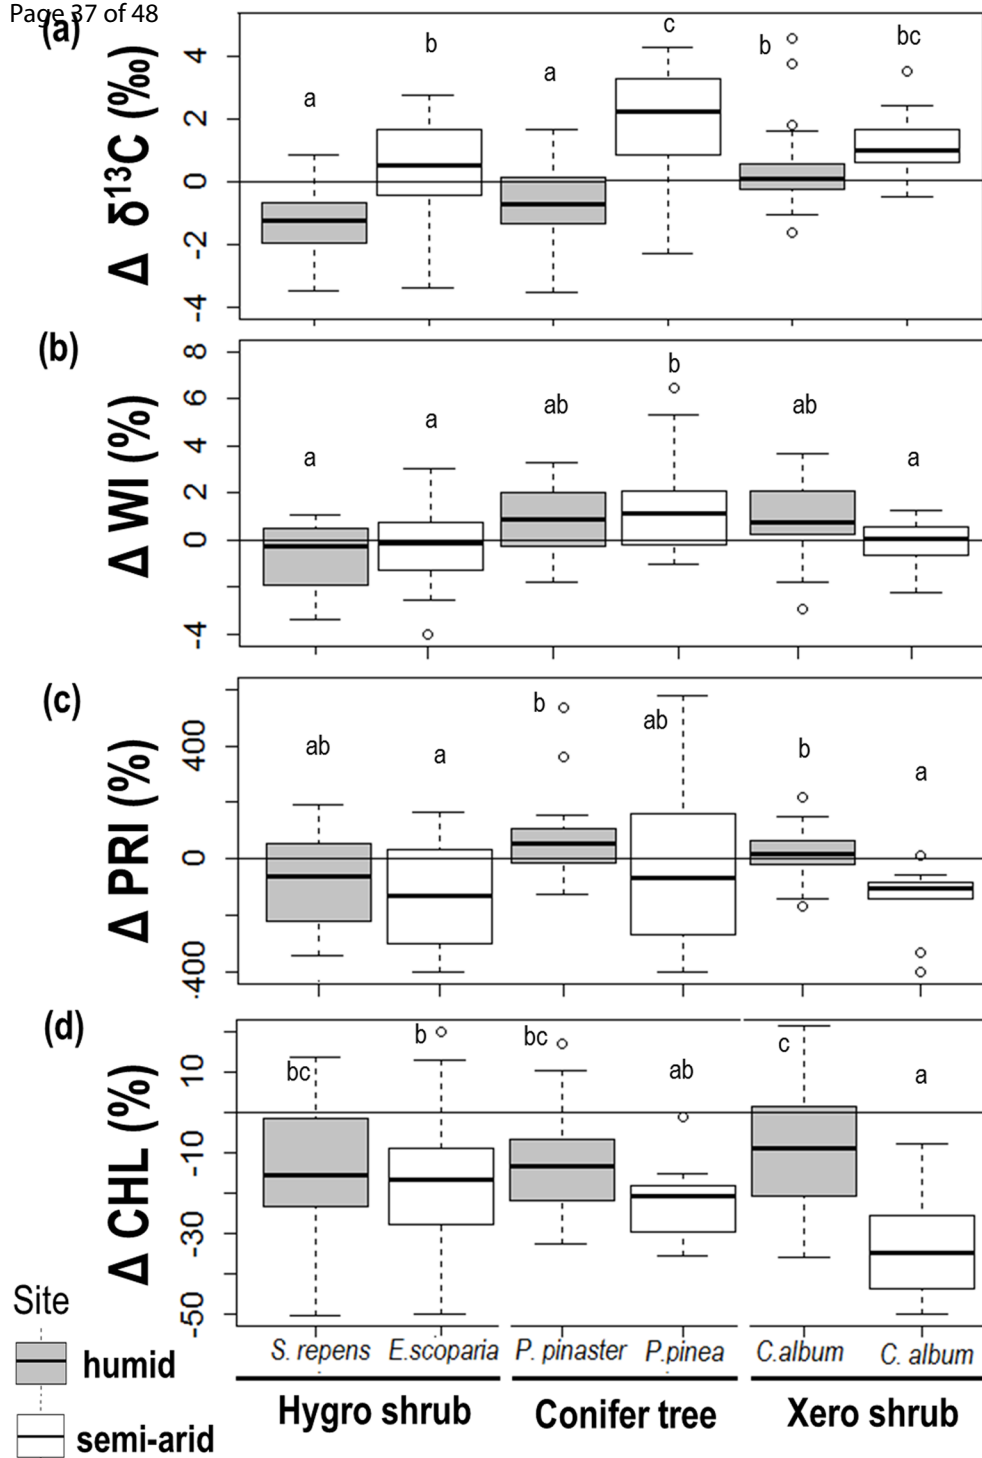 Page 37 of 48
(a)
Δ δ13C (‰)
4
2
0
-2
-4
a
b
a
c
b
bc
(b)
Δ WI (%)
8
6
4
2
0
-4
a
a
ab
b
ab
a
(c)
Δ PRI (%)
400
0
-400
ab
a
b
ab
b
a
(d)
Δ CHL (%)
10
-10
-30
-50
bc
b
bc
ab
c
a
S. repens E.scoparia P. pinaster P.pinea C.album C. album
Hygro shrub Conifer tree Xero shrub
Site
humid
semi-arid